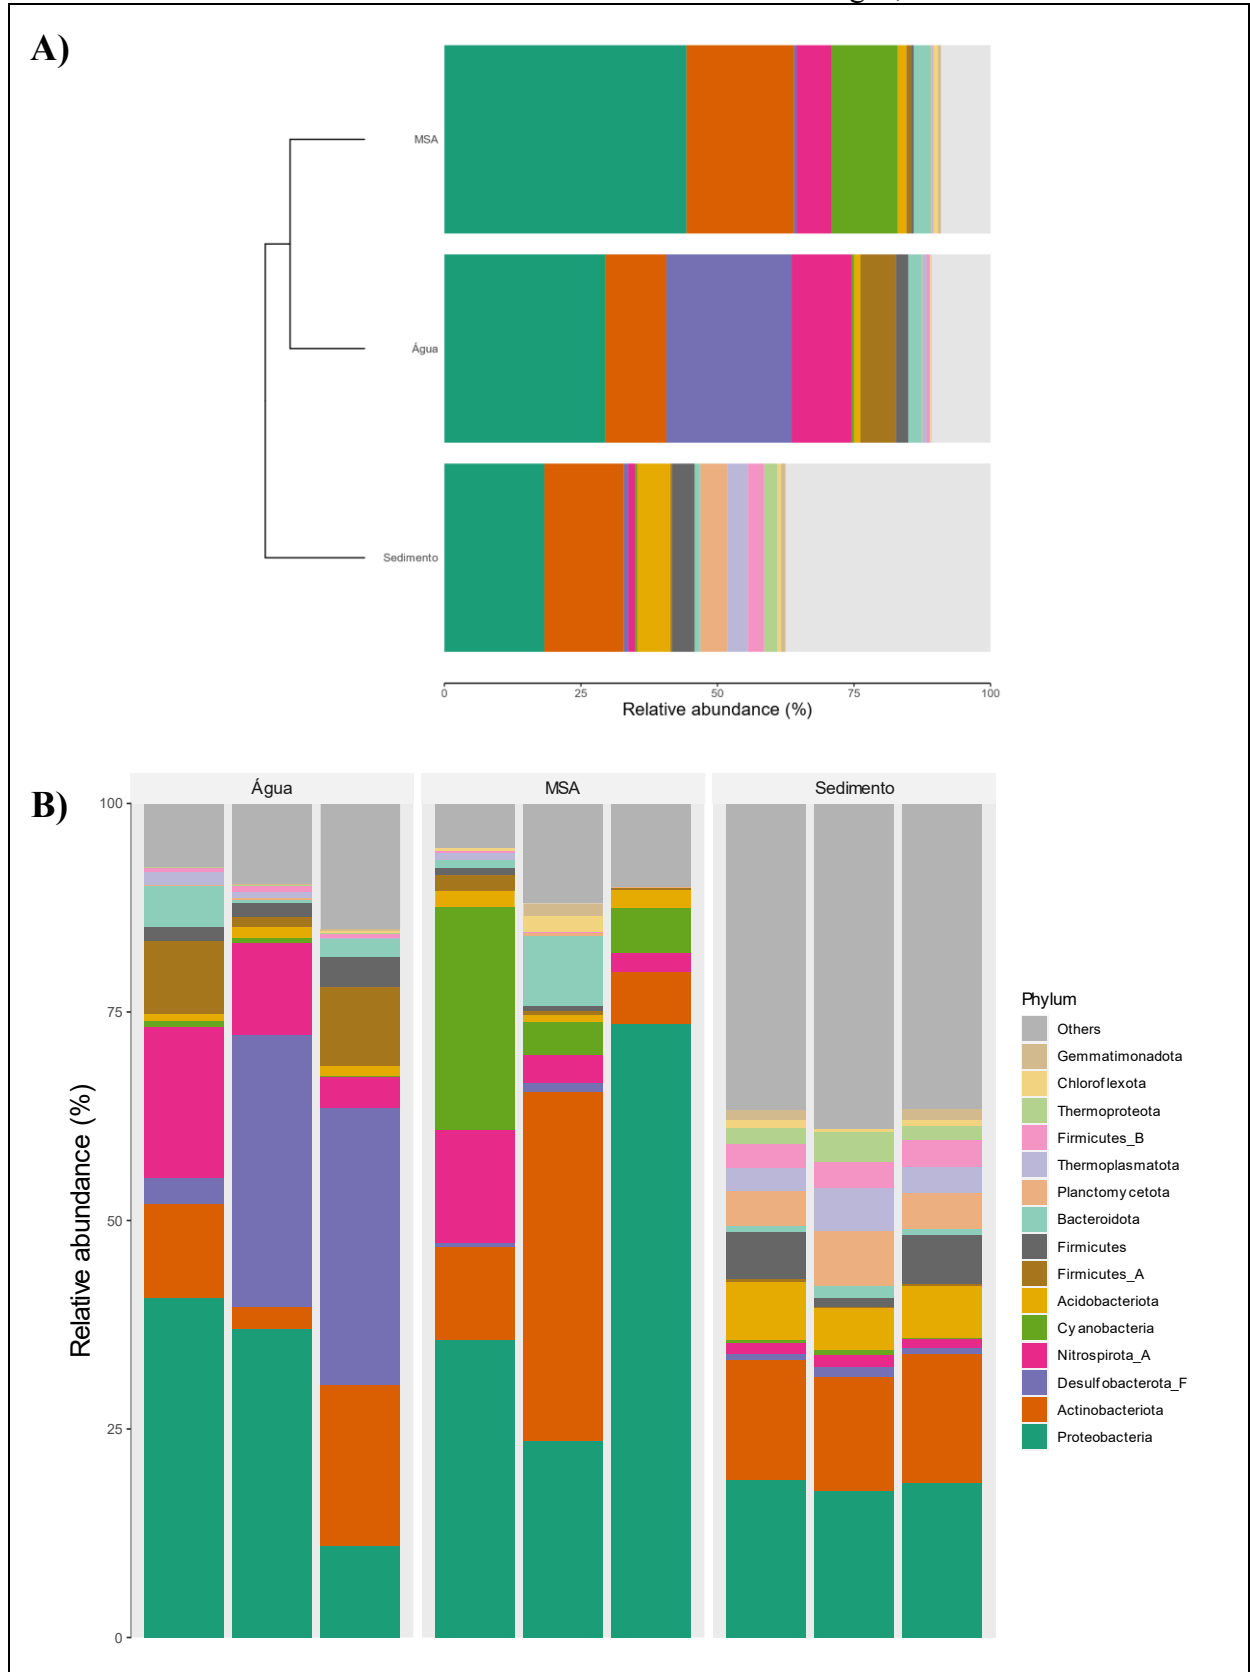 A)
MSA
Água
Sedimento
0 25 50 75 100
Relative abundance (%)
B)
Água MSA Sedimento
100
75
50
25
0
Relative abundance (%)
Phylum
Others
Gemmatimonadota
Chloroflexota
Thermoproteota
Firmicutes_B
Thermoplasmatota
Planctomycetota
Bacteroidota
Firmicutes
Firmicutes_A
Acidobacteriota
Cyanobacteria
Nitrospirota_A
Desulfobacterota_F
Actinobacteriota
Proteobacteria